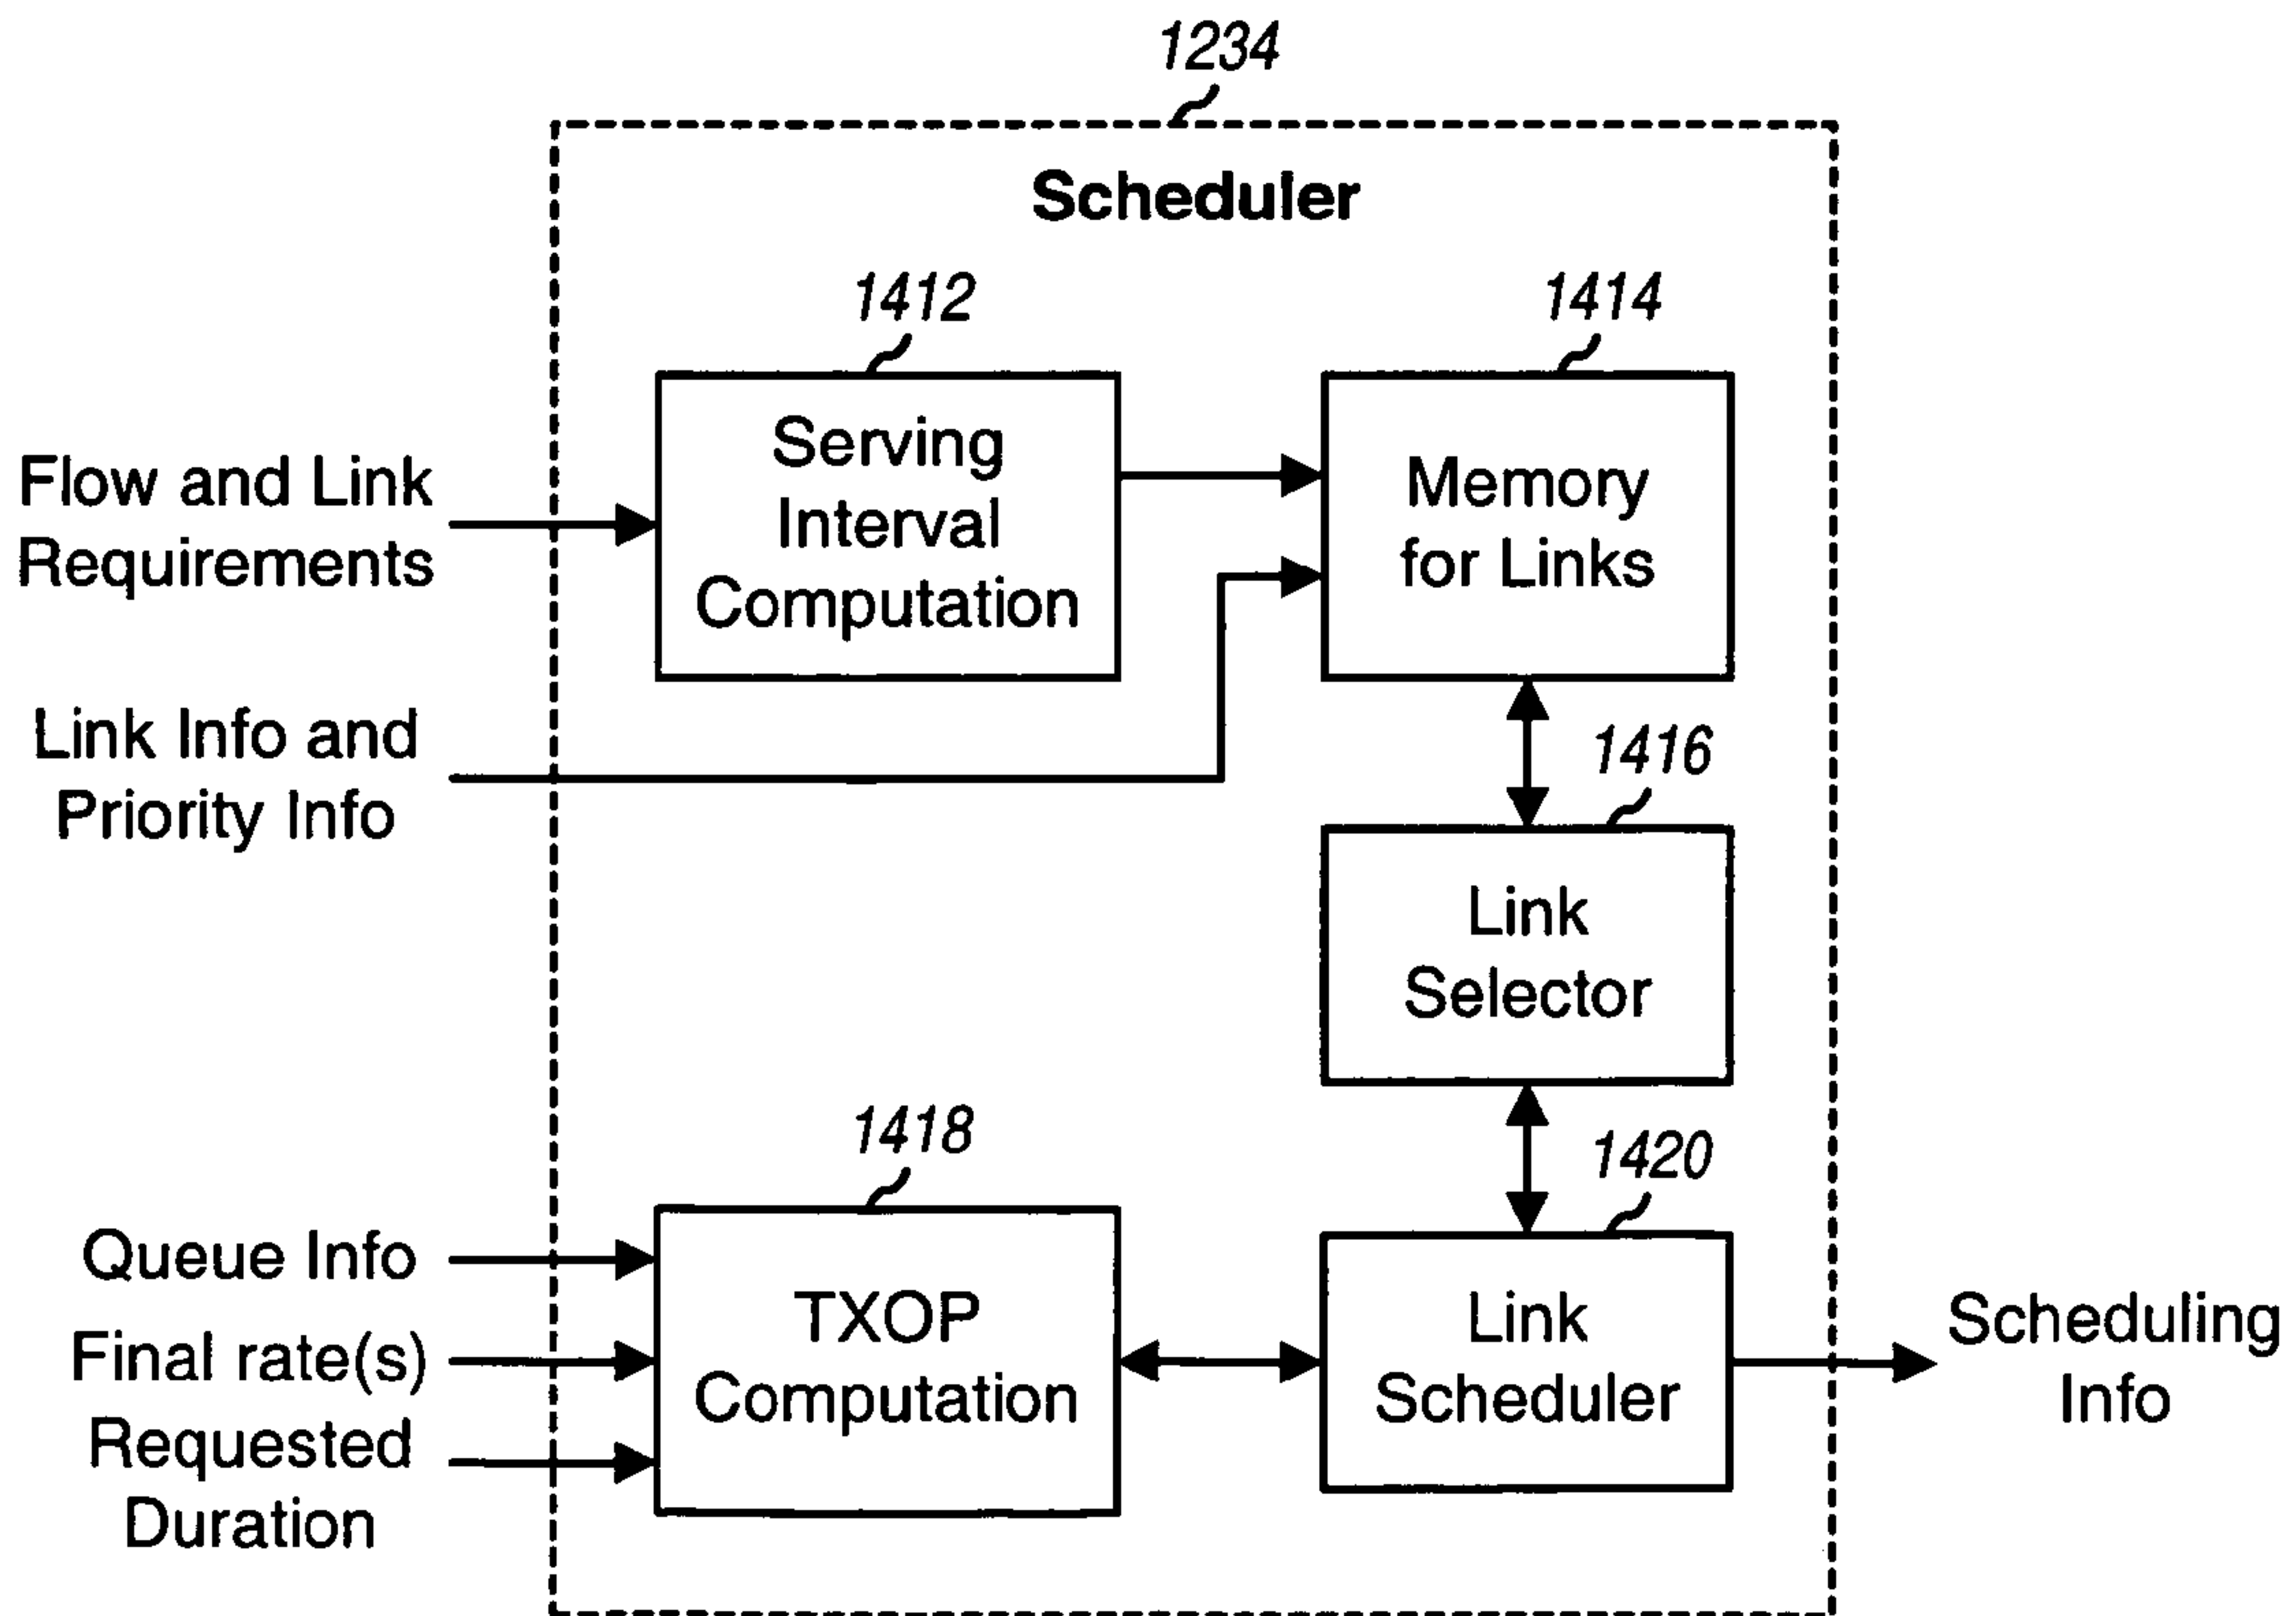 1234
Scheduler
1412
1414
Serving
Interval
Computation
Memory
for Links
Flow and Link
Requirements
Link Info and
Priority Info
1416
Link
Selector
1418
1420
Queue Info
Final rate(s)
Requested
Duration
TXOP
Computation
Link
Scheduler
Scheduling
Info